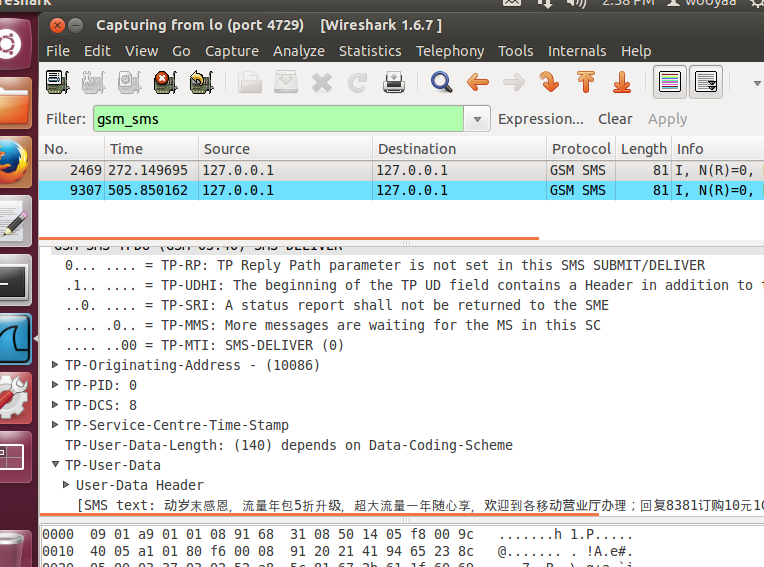 Capturing from lo (port 4729) [Wireshark 1.6.7 ]
File Edit View Go Capture Analyze Statistics Telephony Tools Internals Help
Filter: gsm_sms Expression... Clear Apply
No. Time Source Destination Protocol Length Info
2469 272.149695 127.0.0.1 127.0.0.1 GSM SMS 81 I, N(R)=0,
9307 505.850162 127.0.0.1 127.0.0.1 GSM SMS 81 I, N(R)=0,
GSM SMS TPDU (GSM 03.40) SMS-DELIVER
0... .... = TP-RP: TP Reply Path parameter is not set in this SMS SUBMIT/DELIVER
.1.. .... = TP-UDHI: The beginning of the TP UD field contains a Header in addition to
..0. .... = TP-SRI: A status report shall not be returned to the SME
.... .0.. = TP-MMS: More messages are waiting for the MS in this SC
.... ..00 = TP-MTI: SMS-DELIVER (0)
TP-Originating-Address - (10086)
TP-PID: 0
TP-DCS: 8
TP-Service-Centre-Time-Stamp
TP-User-Data-Length: (140) depends on Data-Coding-Scheme
TP-User-Data
User-Data Header
[SMS text: 动岁末感恩，流量年包5折升级，超大流量一年随心享，欢迎到各移动营业厅办理；回复8381订购10元1
0000 09 01 a9 01 01 08 91 68 31 08 50 14 05 f8 00 9c .......h 1.P.....
0010 40 05 a1 01 80 f6 00 08 91 20 21 41 94 65 23 8c @....... . !A.e#.